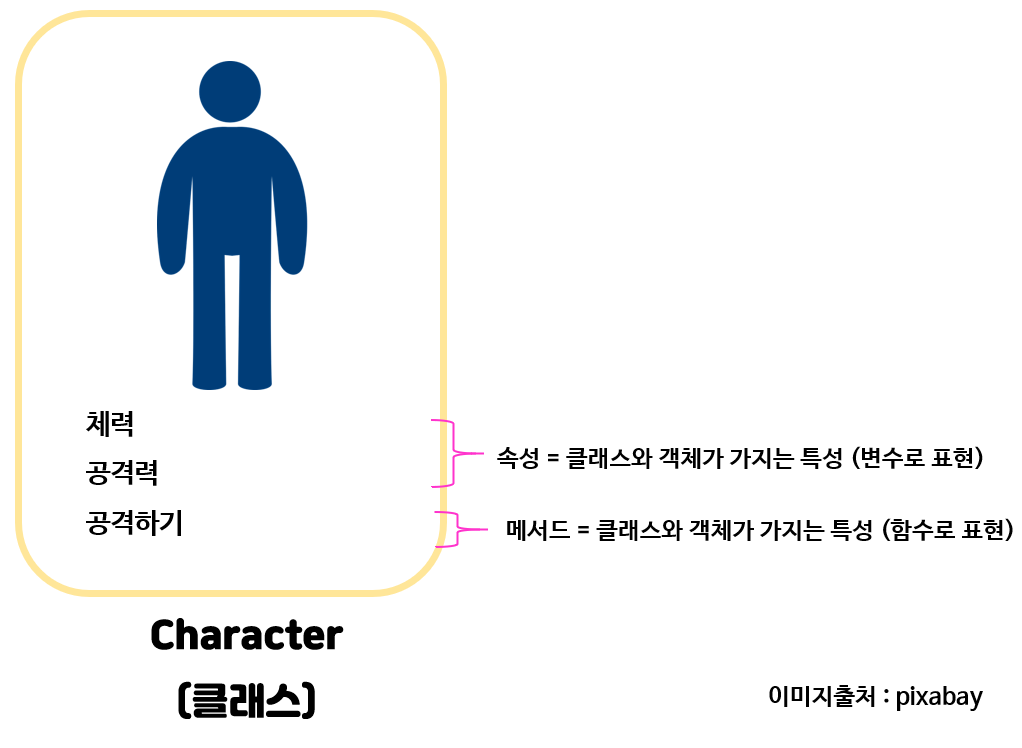 체력
공격력
속성 = 클래스와 객체가 가지는 특성 (변수로 표현)
공격하기
메서드 = 클래스와 객체가 가지는 특성 (함수로 표현)
Character
(클래스)
이미지출처 : pixabay